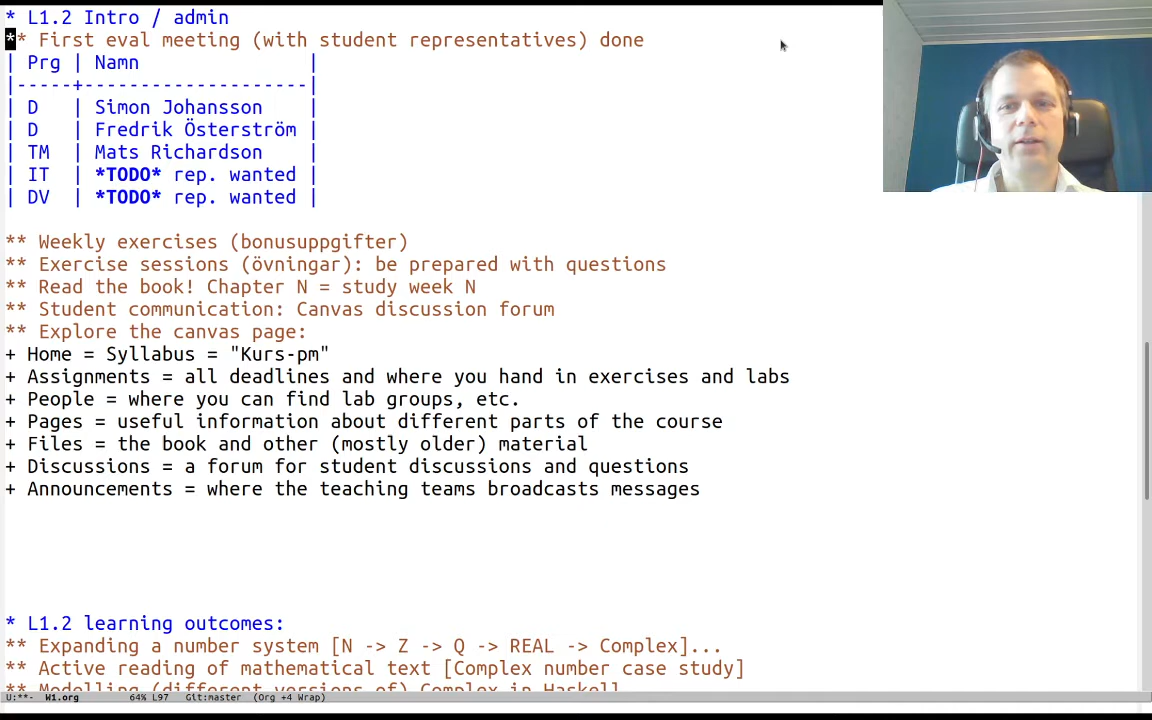 * L1.2 Intro / admin
** First eval meeting (with student representatives) done
| Prg | Namn |
|-----+--------------------|
| D | Simon Johansson |
| D | Fredrik Österström |
| TM | Mats Richardson |
| IT | *TODO* rep. wanted |
| DV | *TODO* rep. wanted |
** Weekly exercises (bonusuppgifter)
** Exercise sessions (övningar): be prepared with questions
** Read the book! Chapter N = study week N
** Student communication: Canvas discussion forum
** Explore the canvas page:
+ Home = Syllabus = "Kurs-pm"
+ Assignments = all deadlines and where you hand in exercises and labs
+ People = where you can find lab groups, etc.
+ Pages = useful information about different parts of the course
+ Files = the book and other (mostly older) material
+ Discussions = a forum for student discussions and questions
+ Announcements = where the teaching teams broadcasts messages
* L1.2 learning outcomes:
** Expanding a number system [N -> Z -> Q -> REAL -> Complex]...
** Active reading of mathematical text [Complex number case study]
** Modelling (different versions of) Complex in Haskell
U:**- W1.org 64% L97 Git:master (Org +4 Wrap)